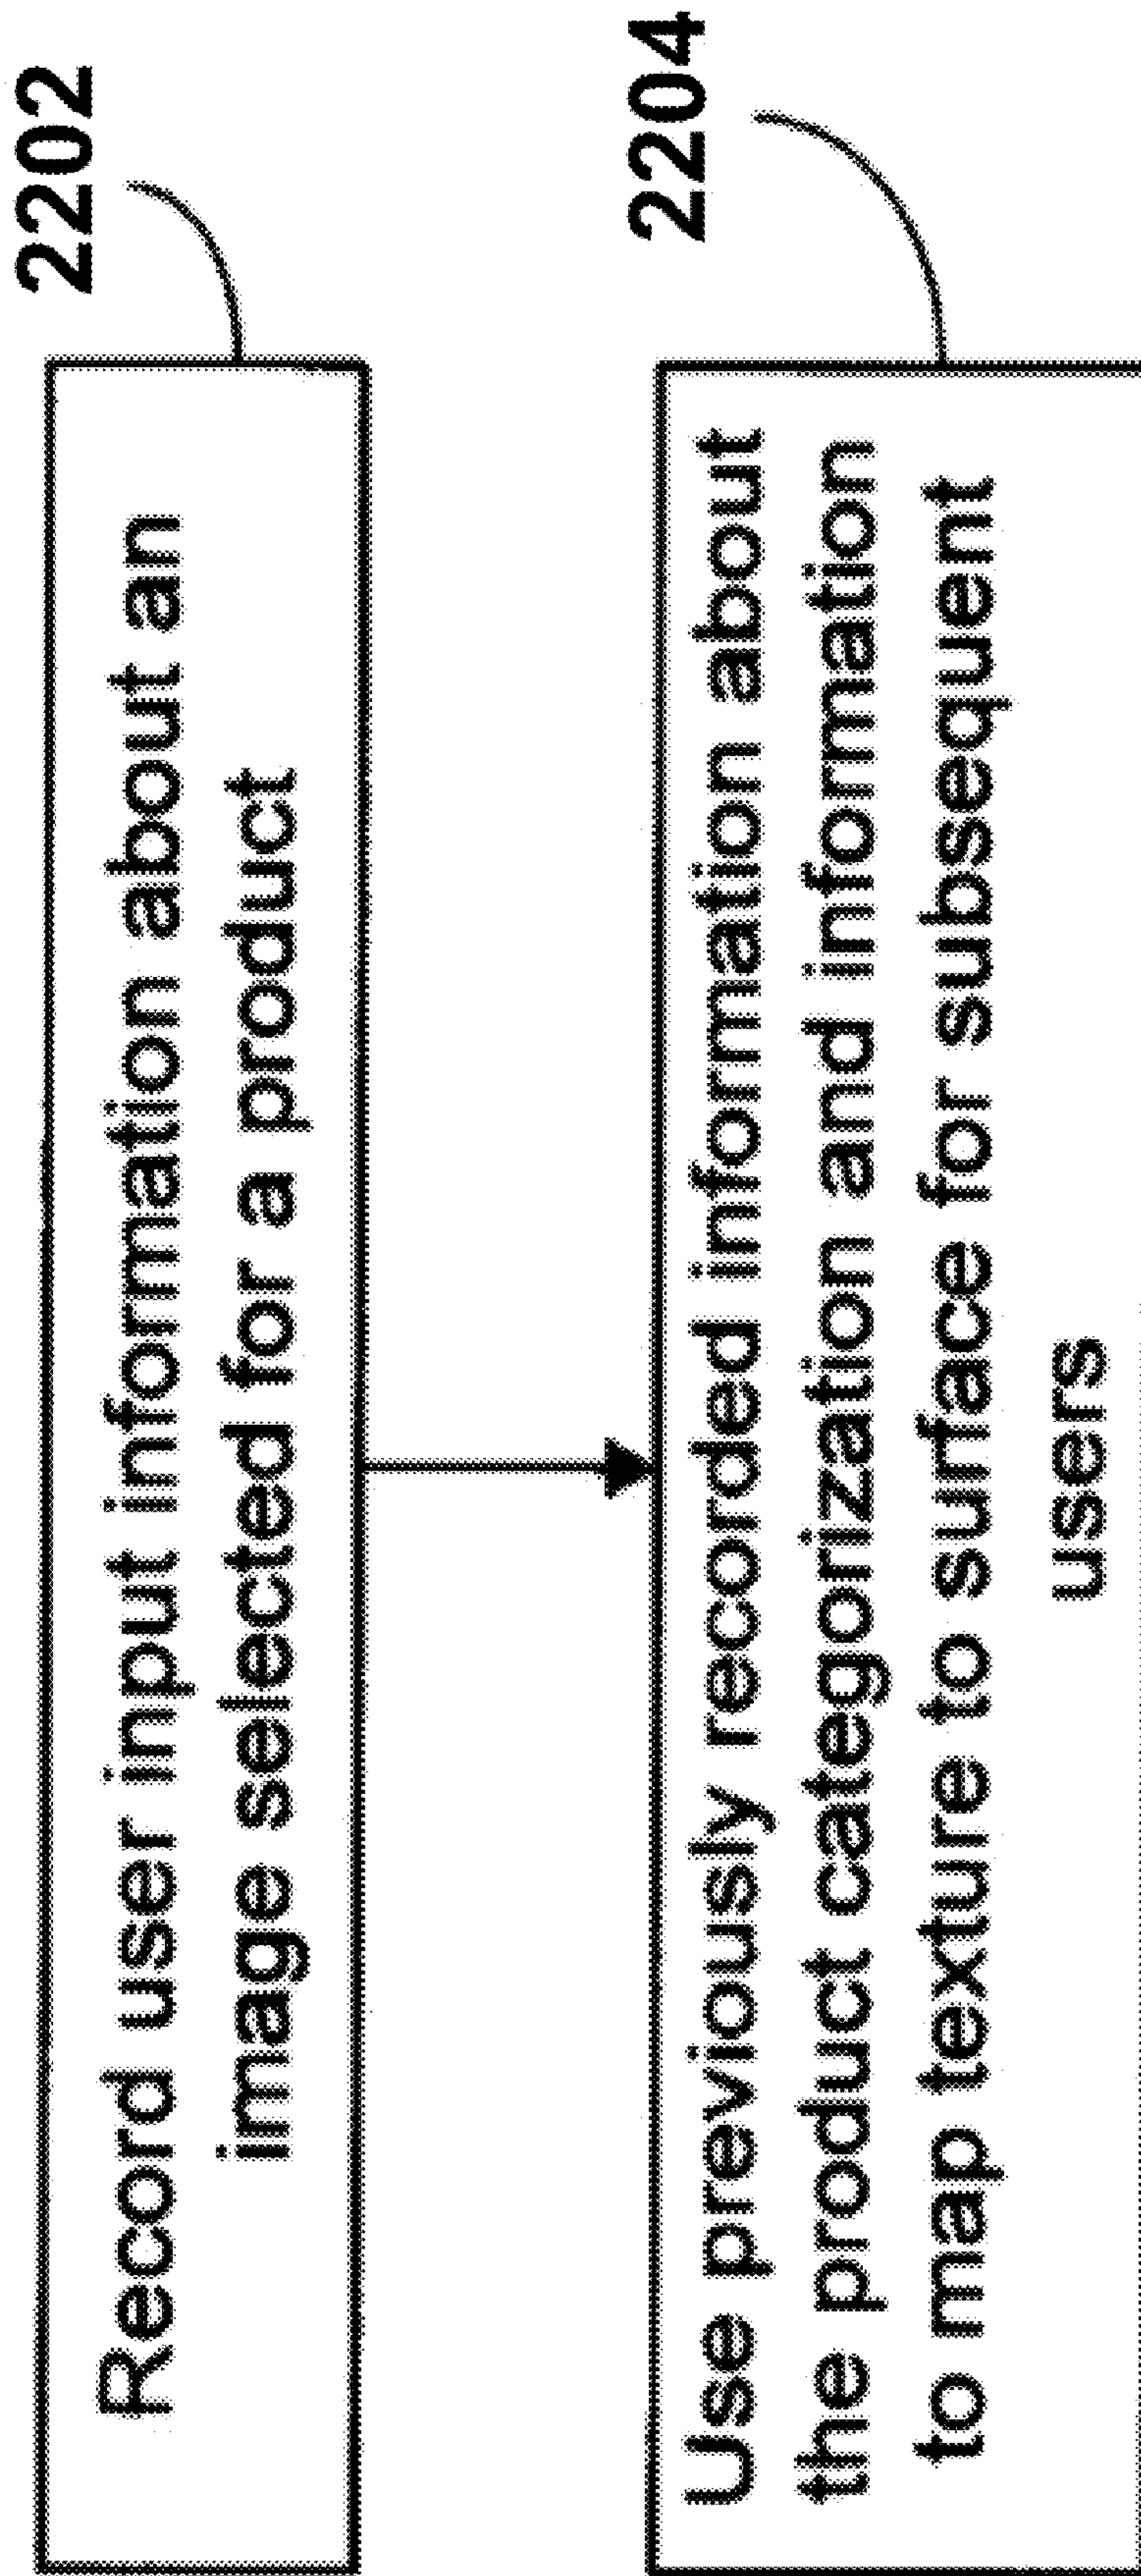 2202
Record user input information about an
image selected for a product
2204
Use previously recorded information about
the product categorization and information
to map texture to surface for subsequent
users